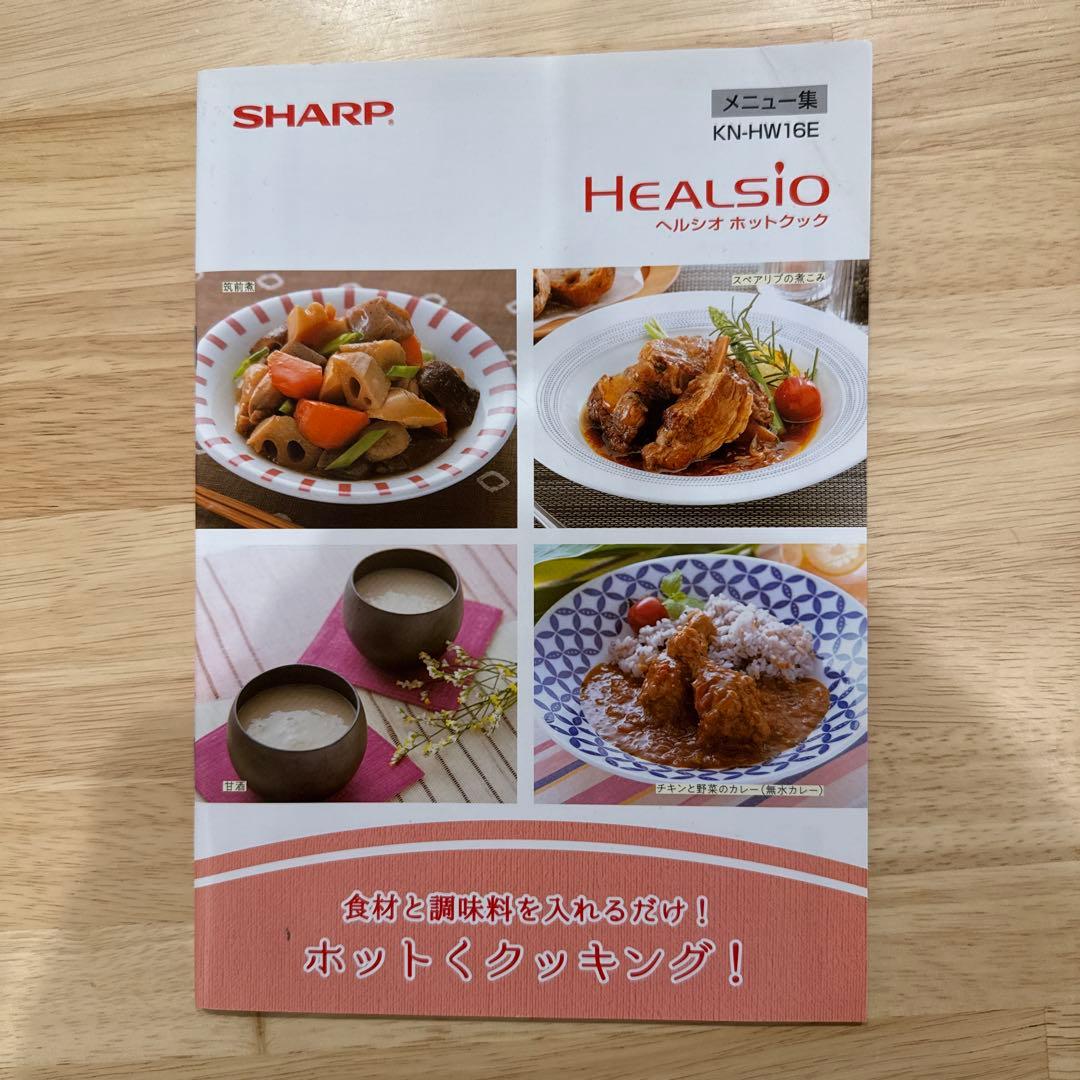 SHARP®
メニュー集
KN-HW16E
HEALSIO
ヘルシオ ホットクック
筑前煮
スペアリブの煮こみ
甘酒
チキンと野菜のカレー(無水カレー)
食材と調味料を入れるだけ!
ホットくクッキング!